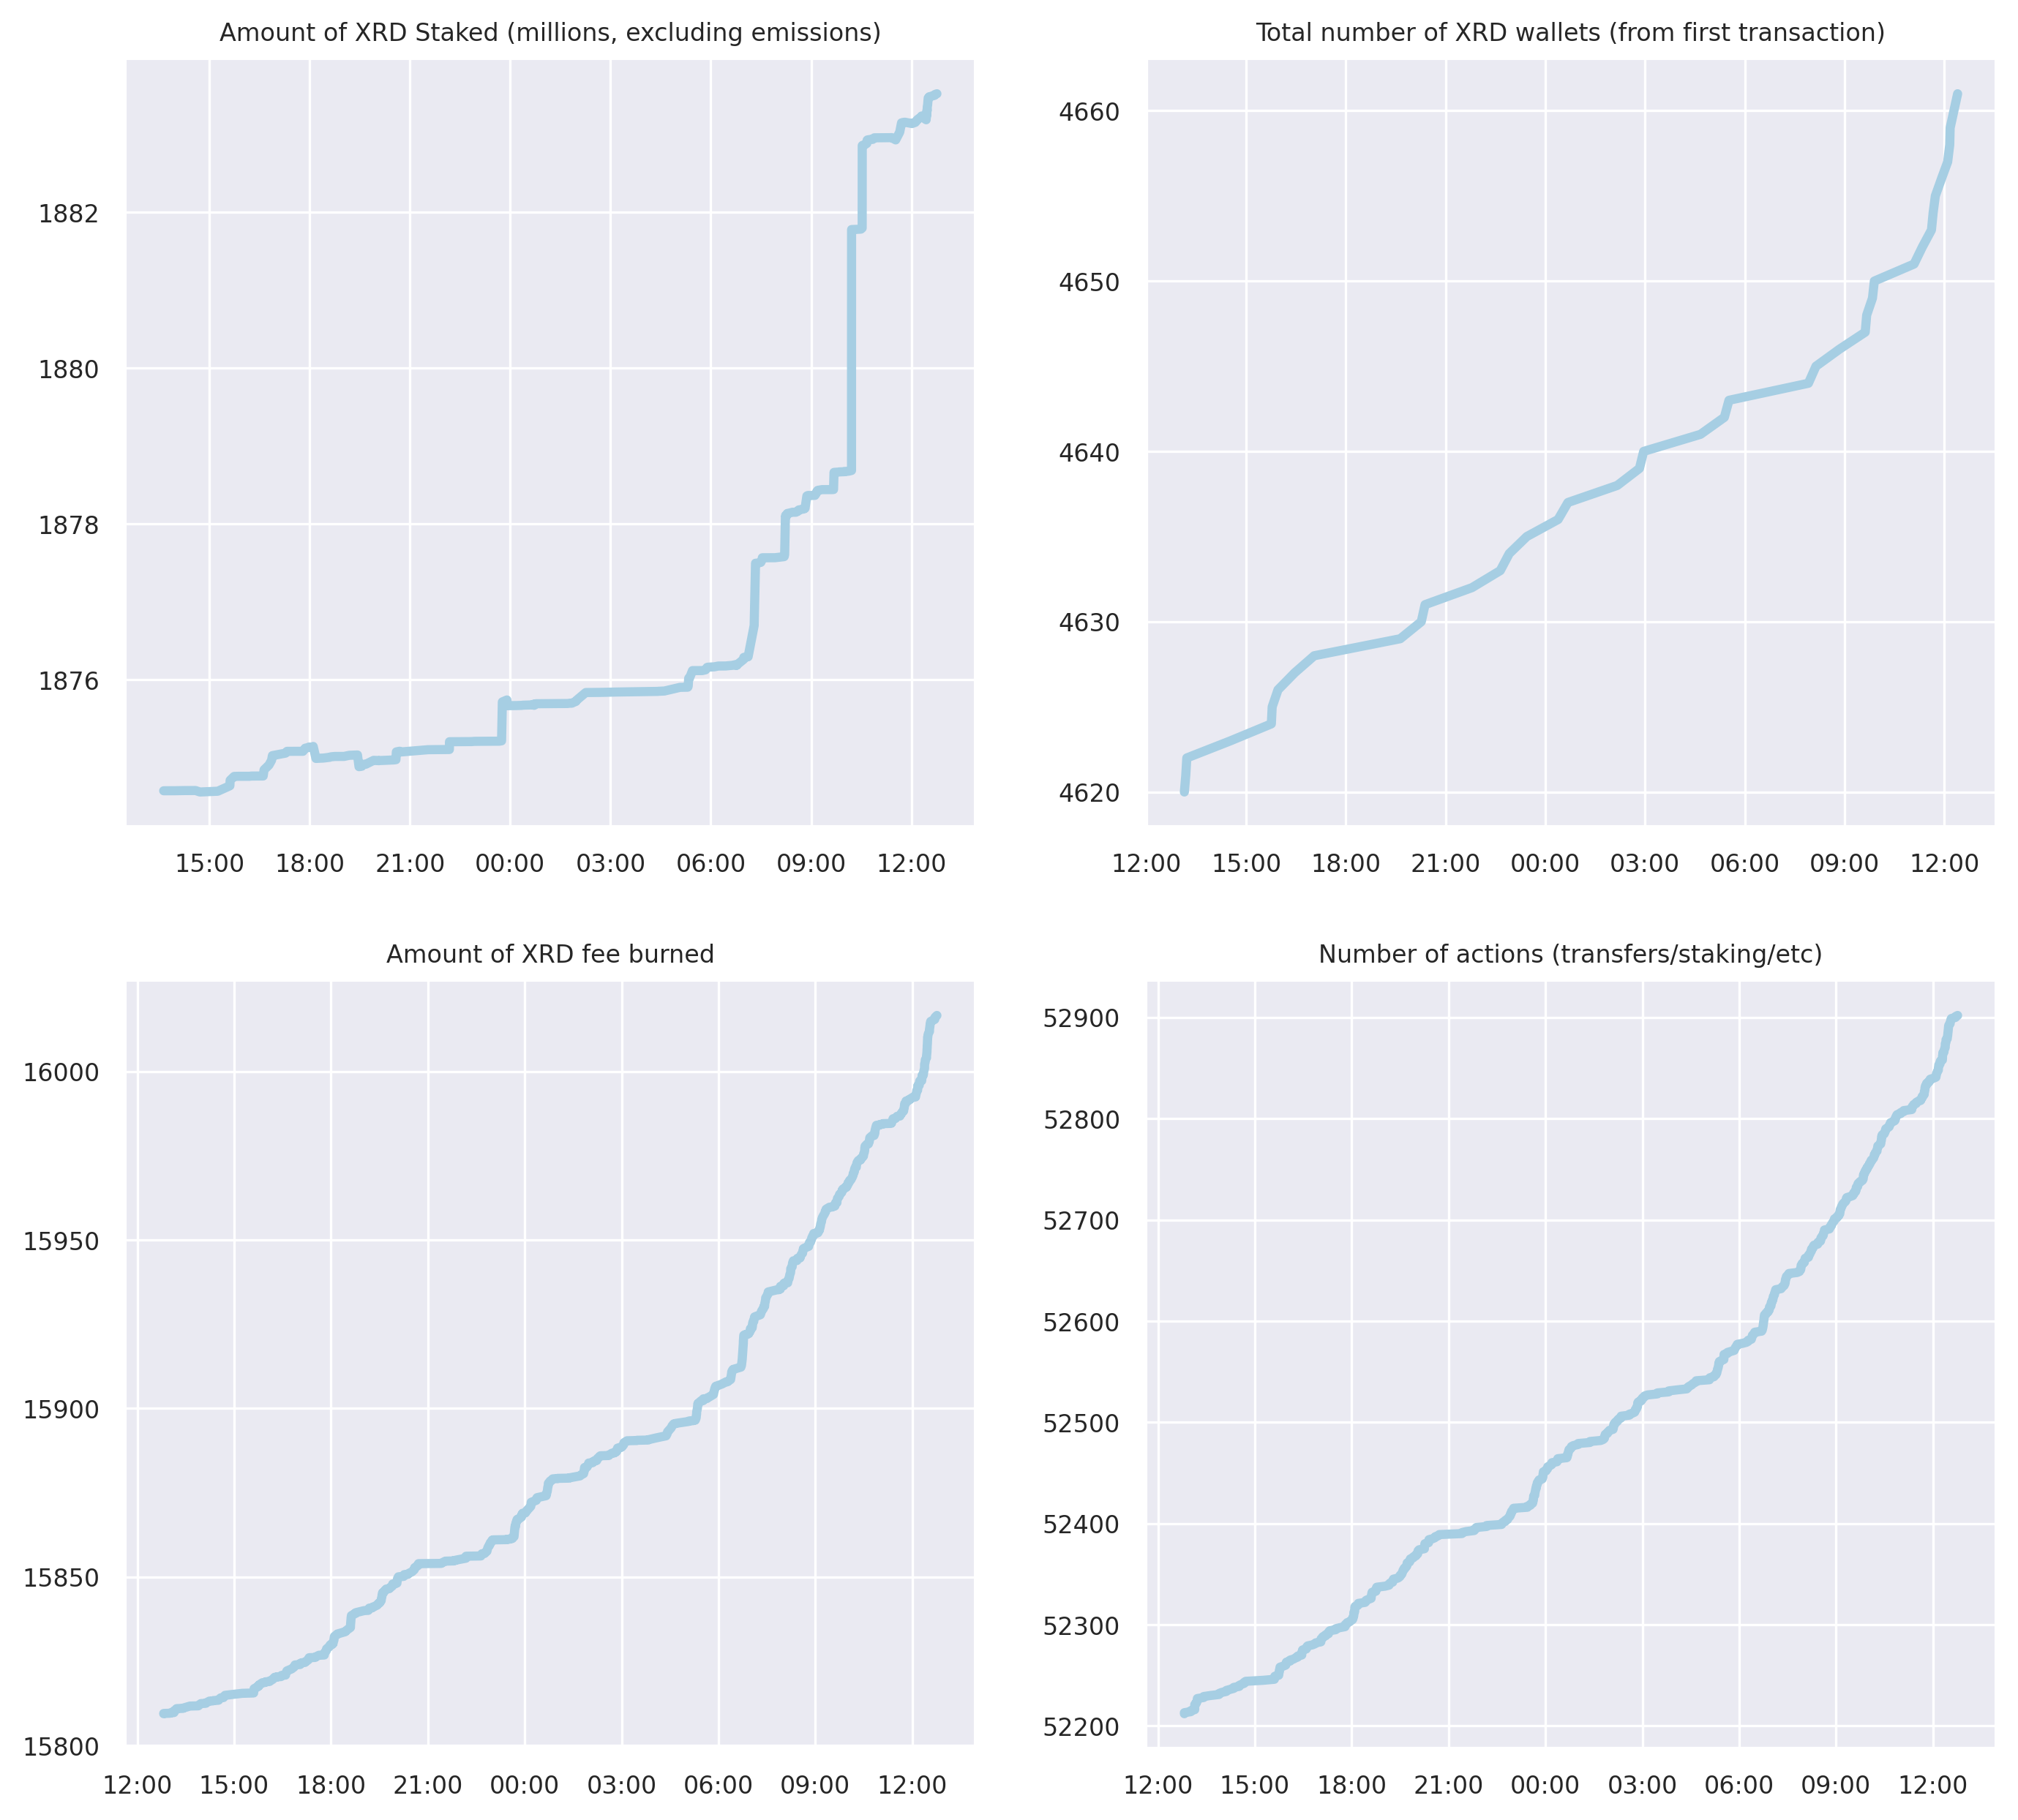 Amount of XRD Staked (millions, excluding emissions)
1882
1880
1878
1876
15:00 18:00 21:00 00:00 03:00 06:00 09:00 12:00
Total number of XRD wallets (from first transaction)
4660
4650
4640
4630
4620
12:00 15:00 18:00 21:00 00:00 03:00 06:00 09:00 12:00
Amount of XRD fee burned
16000
15950
15900
15850
15800
12:00 15:00 18:00 21:00 00:00 03:00 06:00 09:00 12:00
Number of actions (transfers/staking/etc)
52900
52800
52700
52600
52500
52400
52300
52200
12:00 15:00 18:00 21:00 00:00 03:00 06:00 09:00 12:00